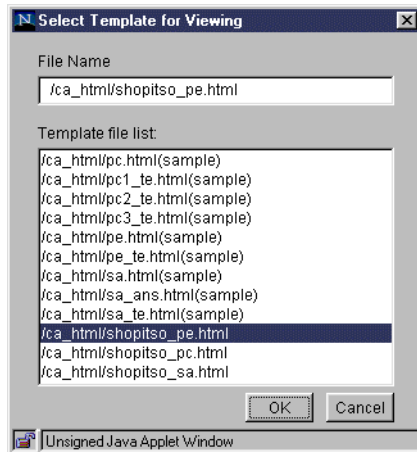 Select Template for Viewing
File Name
/ca_html/shopitso_pe.html
Template file list:
/ca_html/pc.html(sample)
/ca_html/pc1_te.html(sample)
/ca_html/pc2_te.html(sample)
/ca_html/pc3_te.html(sample)
/ca_html/pe.html(sample)
/ca_html/pe_te.html(sample)
/ca_html/sa.html(sample)
/ca_html/sa_ans.html(sample)
/ca_html/sa_te.html(sample)
/ca_html/shopitso_pe.html
/ca_html/shopitso_pc.html
/ca_html/shopitso_sa.html
OK Cancel
Unsigned Java Applet Window